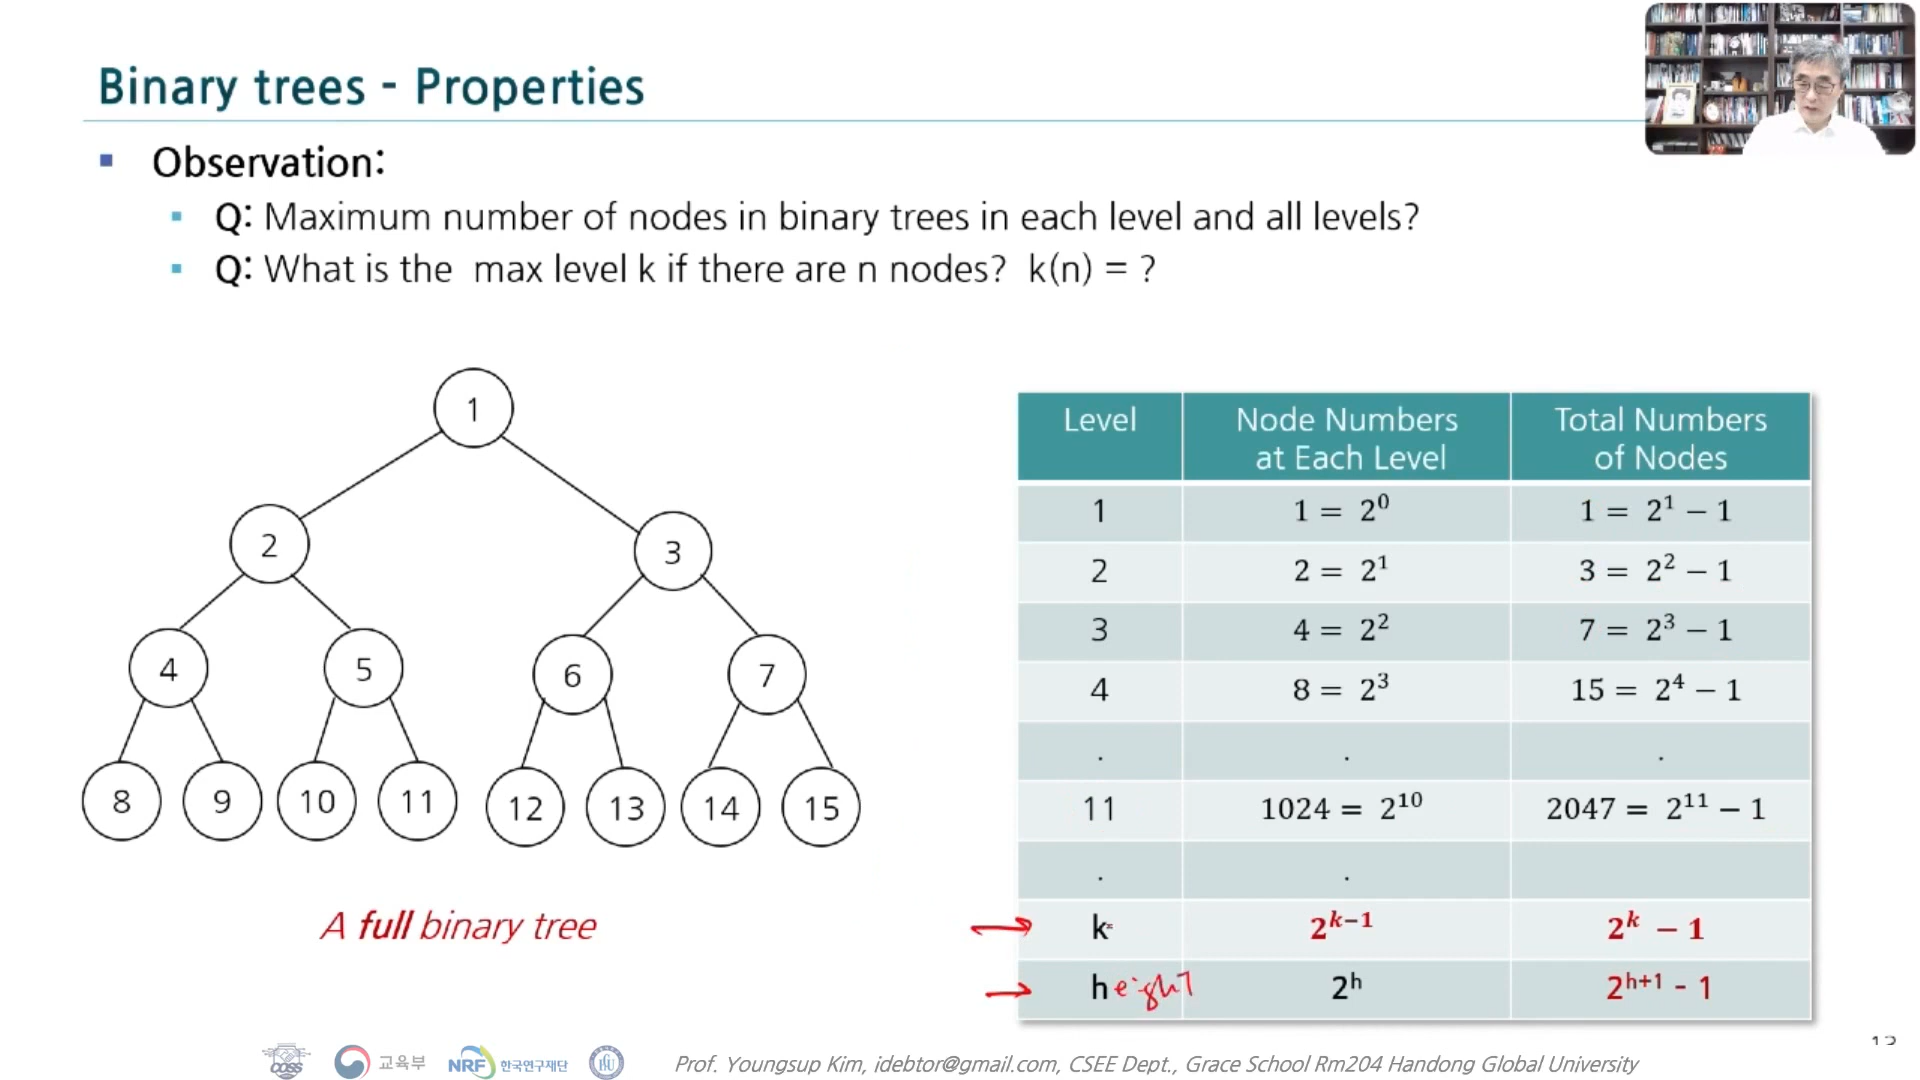 Binary trees - Properties
▪ Observation:
▪ Q: Maximum number of nodes in binary trees in each level and all levels?
▪ Q: What is the max level k if there are n nodes? k(n) = ?
1
2 3
4 5 6 7
8 9 10 11 12 13 14 15
A full binary tree
Level | Node Numbers at Each Level | Total Numbers of Nodes
1 | 1 = 2⁰ | 1 = 2¹ − 1
2 | 2 = 2¹ | 3 = 2² − 1
3 | 4 = 2² | 7 = 2³ − 1
4 | 8 = 2³ | 15 = 2⁴ − 1
. | . | .
11 | 1024 = 2¹⁰ | 2047 = 2¹¹ − 1
. | .
k | 2ᵏ⁻¹ | 2ᵏ − 1
height | 2ʰ | 2ʰ⁺¹ - 1
COSS 교육부 NRF 한국연구재단 Prof. Youngsup Kim, idebtor@gmail.com, CSEE Dept., Grace School Rm204 Handong Global University